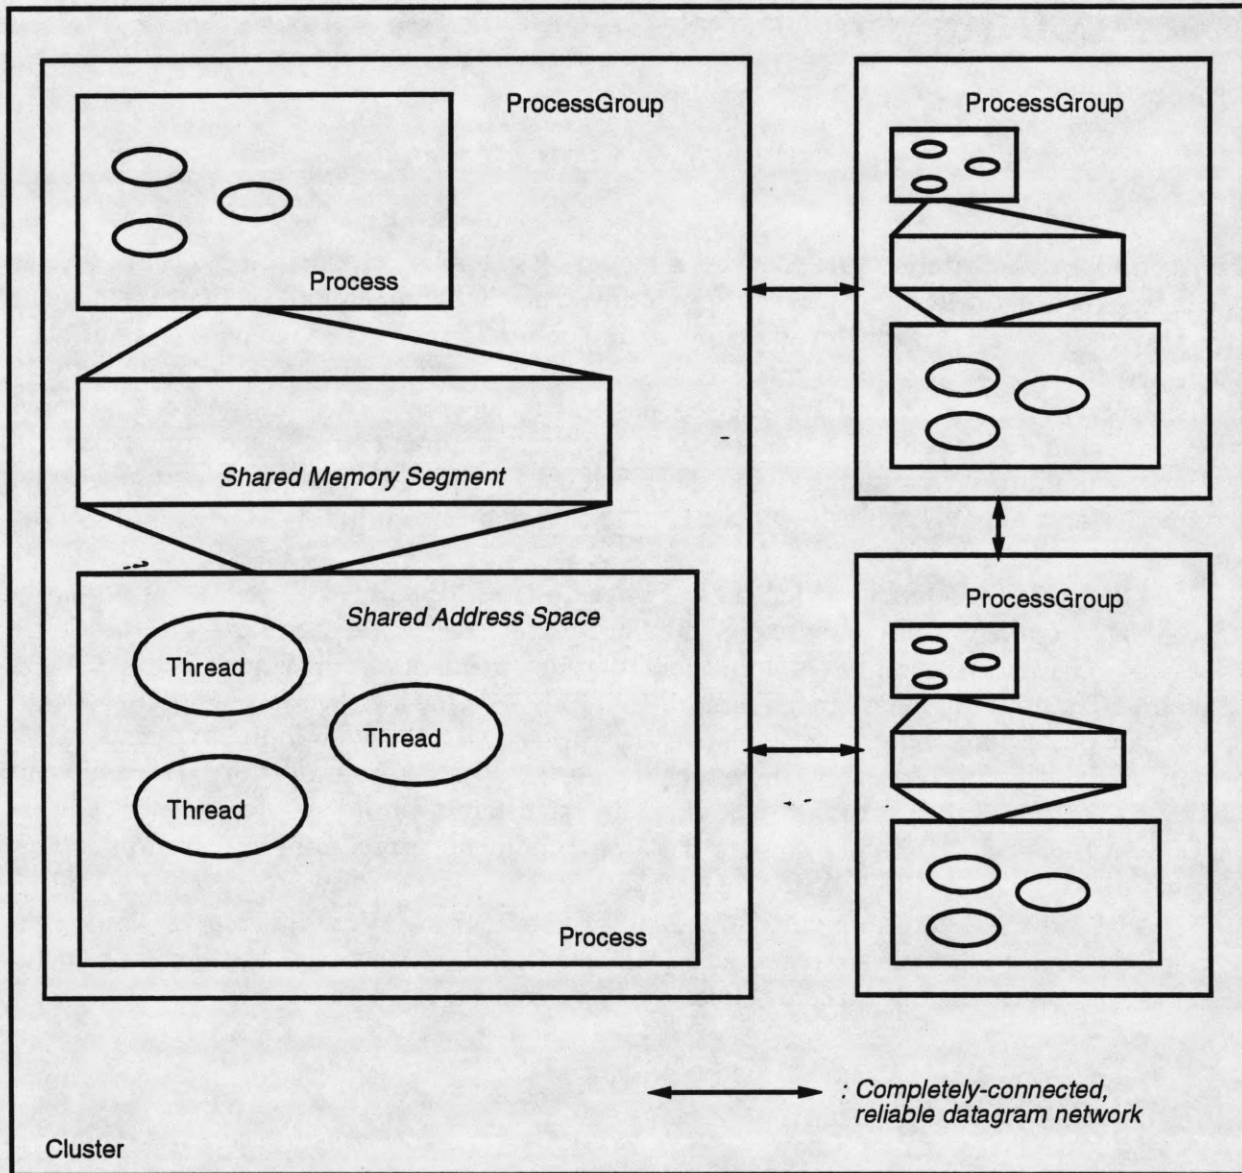 ProcessGroup
Process
Shared Memory Segment
Shared Address Space
Thread
Thread
Thread
Process
ProcessGroup
ProcessGroup
: Completely-connected,
reliable datagram network
Cluster